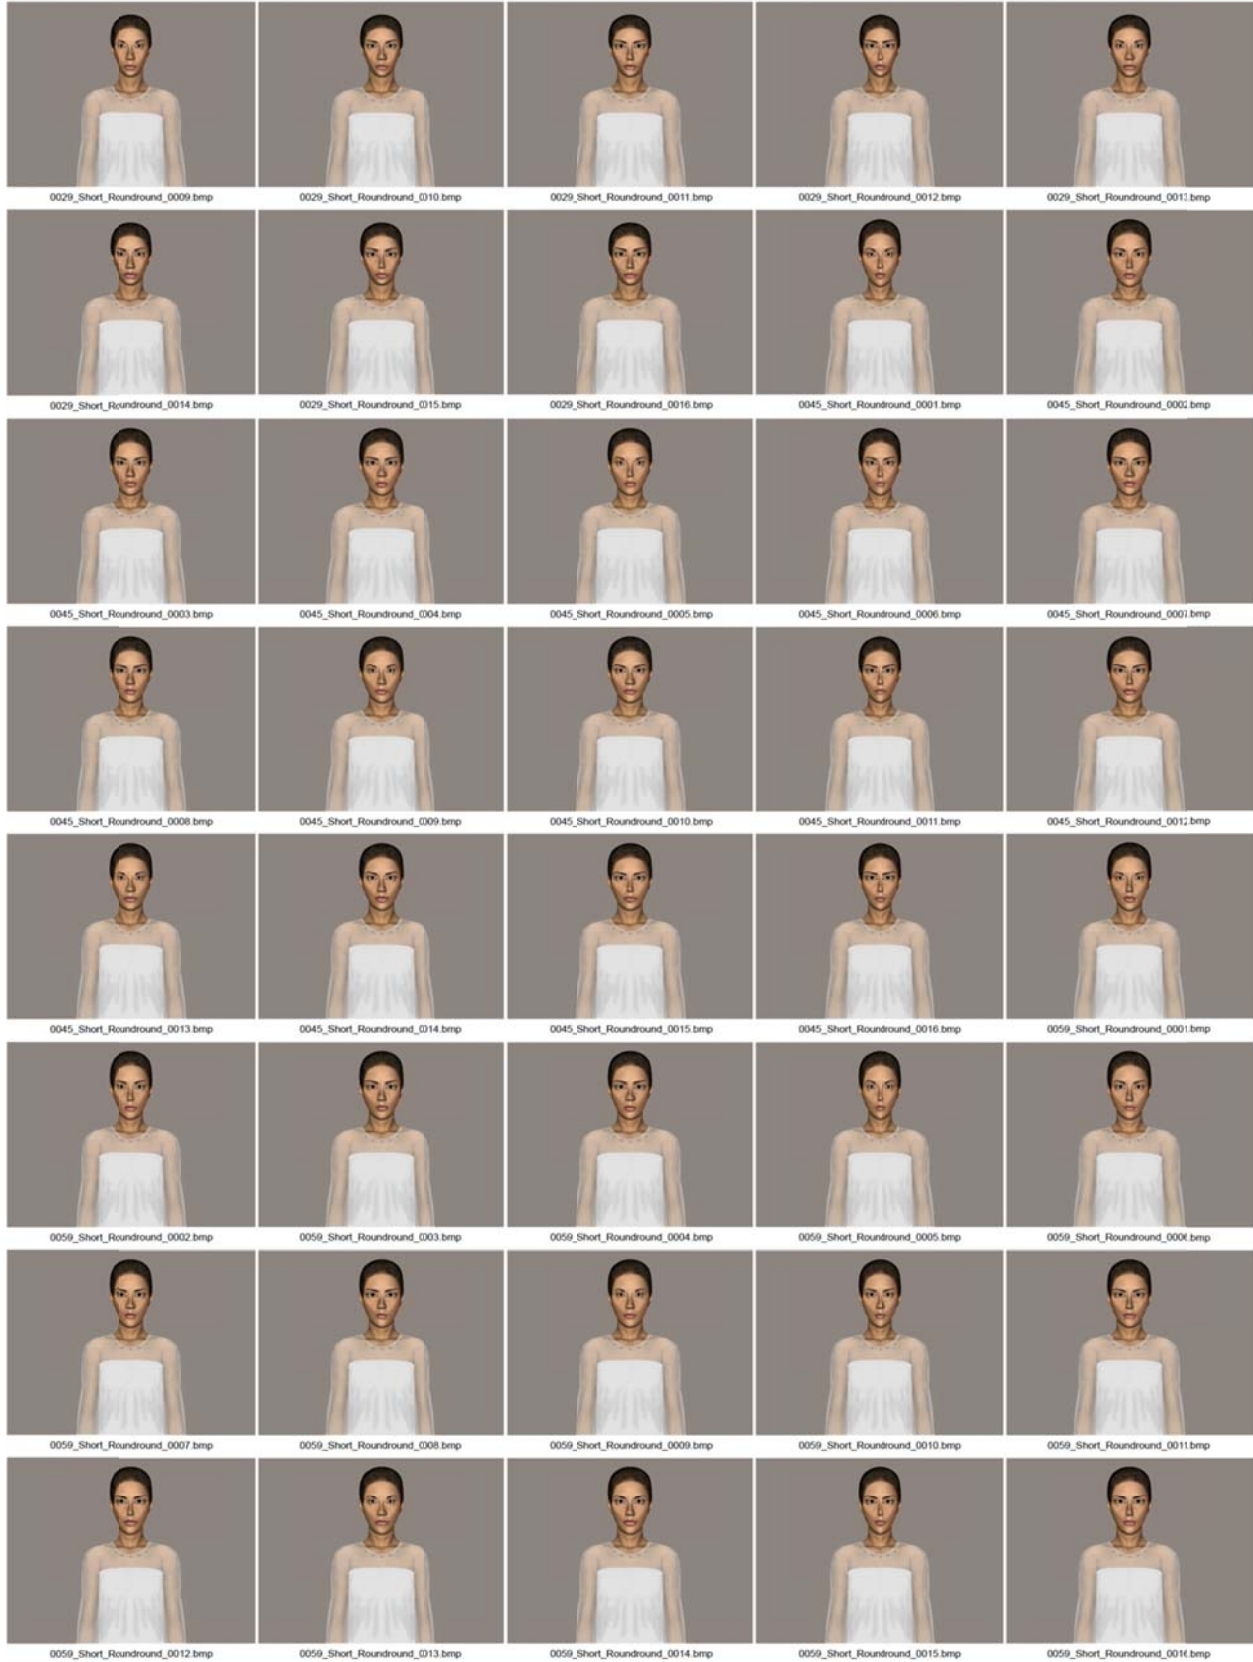 0029_Short_Roundround_0009.bmp 0029_Short_Roundround_0010.bmp 0029_Short_Roundround_0011.bmp 0029_Short_Roundround_0012.bmp 0029_Short_Roundround_0013.bmp
0029_Short_Roundround_0014.bmp 0029_Short_Roundround_0015.bmp 0029_Short_Roundround_0016.bmp 0045_Short_Roundround_0001.bmp 0045_Short_Roundround_0002.bmp
0045_Short_Roundround_0003.bmp 0045_Short_Roundround_0004.bmp 0045_Short_Roundround_0005.bmp 0045_Short_Roundround_0006.bmp 0045_Short_Roundround_0007.bmp
0045_Short_Roundround_0008.bmp 0045_Short_Roundround_0009.bmp 0045_Short_Roundround_0010.bmp 0045_Short_Roundround_0011.bmp 0045_Short_Roundround_0012.bmp
0045_Short_Roundround_0013.bmp 0045_Short_Roundround_0014.bmp 0045_Short_Roundround_0015.bmp 0045_Short_Roundround_0016.bmp 0059_Short_Roundround_0001.bmp
0059_Short_Roundround_0002.bmp 0059_Short_Roundround_0003.bmp 0059_Short_Roundround_0004.bmp 0059_Short_Roundround_0005.bmp 0059_Short_Roundround_0006.bmp
0059_Short_Roundround_0007.bmp 0059_Short_Roundround_0008.bmp 0059_Short_Roundround_0009.bmp 0059_Short_Roundround_0010.bmp 0059_Short_Roundround_0011.bmp
0059_Short_Roundround_0012.bmp 0059_Short_Roundround_0013.bmp 0059_Short_Roundround_0014.bmp 0059_Short_Roundround_0015.bmp 0059_Short_Roundround_0016.bmp